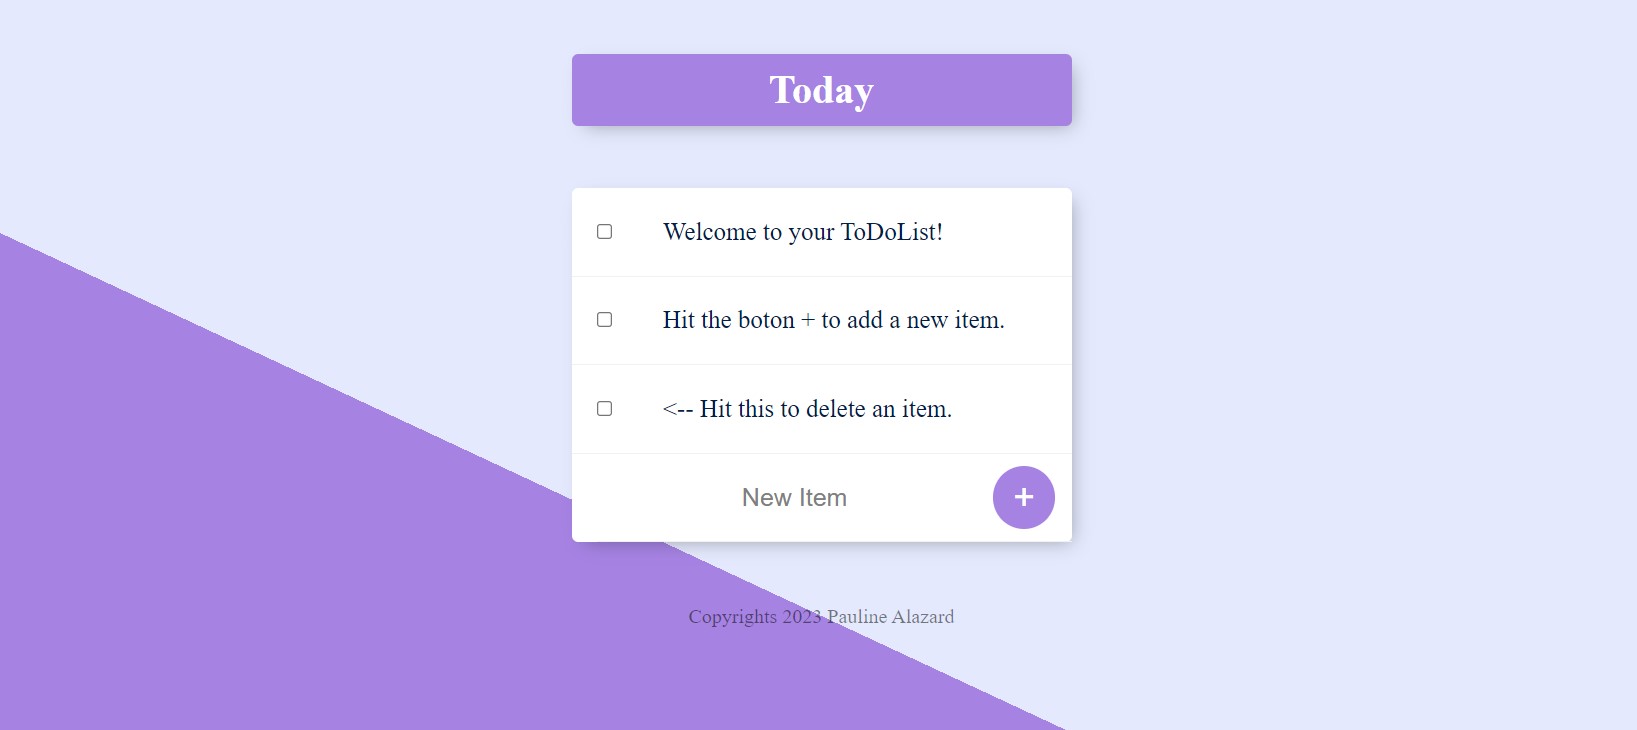 Today
Welcome to your ToDoList!
Hit the boton + to add a new item.
<-- Hit this to delete an item.
New Item +
Copyrights 2023 Pauline Alazard